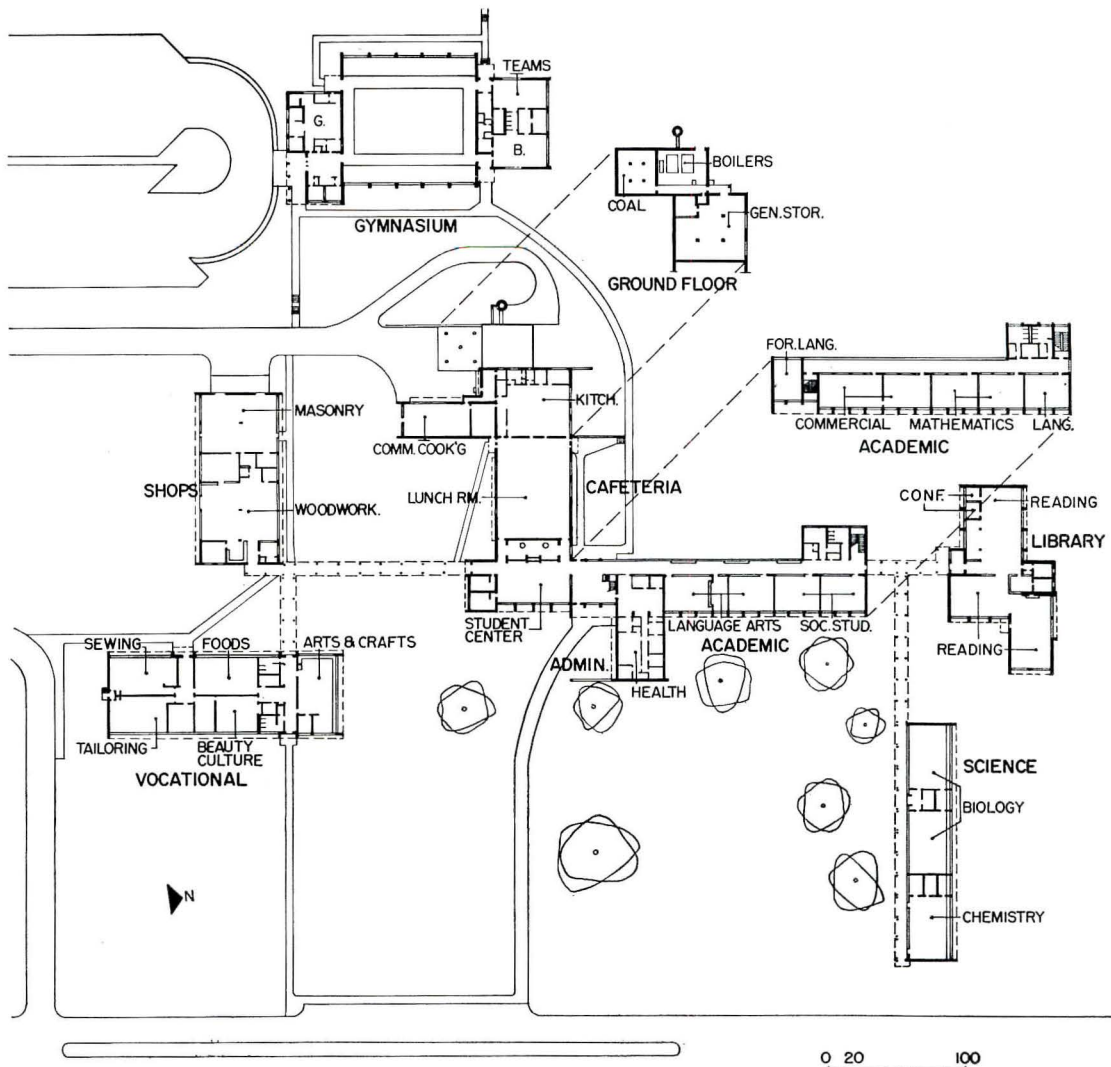 TEAMS
G.
B.
BOILERS
COAL
GEN. STOR.
GYMNASIUM
GROUND FLOOR
FOR. LANG.
MASONRY
KITCH.
COMMERCIAL
MATHEMATICS
LANG.
ACADEMIC
COMM. COOK'G
SHOPS
LUNCH RM.
CAFETERIA
CONF.
READING
WOODWORK.
LIBRARY
STUDENT
CENTER
LANGUAGE ARTS
SOC. STUD.
ACADEMIC
READING
SEWING
FOODS
ARTS & CRAFTS
ADMIN.
HEALTH
TAILORING
BEAUTY
CULTURE
VOCATIONAL
SCIENCE
BIOLOGY
N
CHEMISTRY
0 20 100